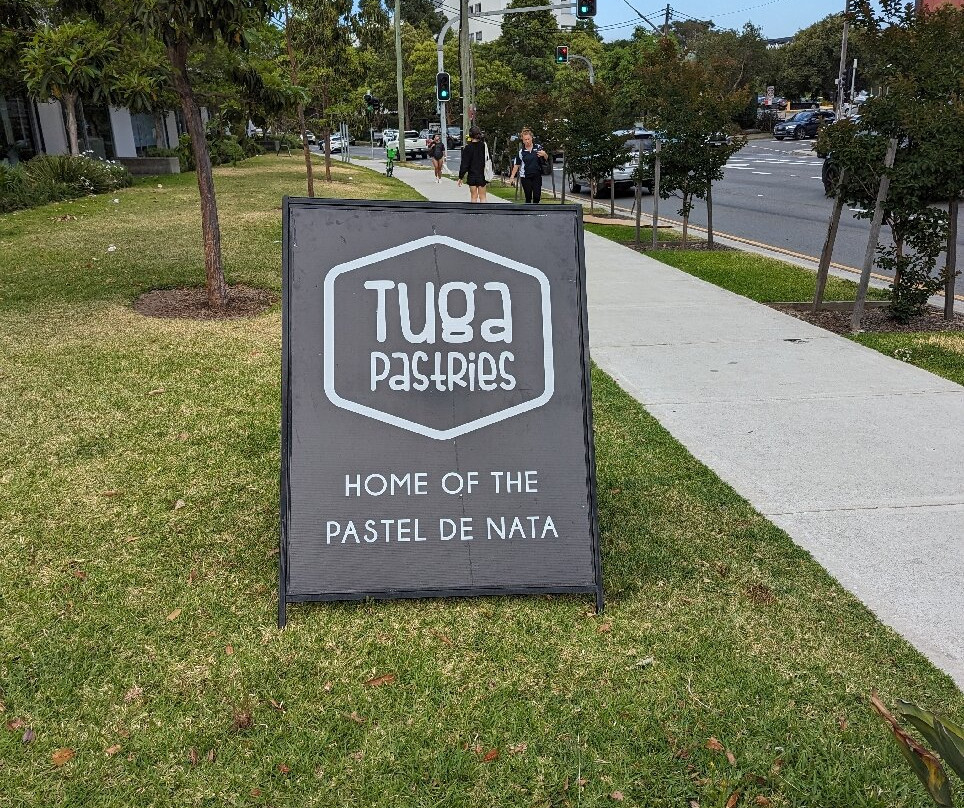 Tuga
Pastries
HOME OF THE
PASTEL DE NATA